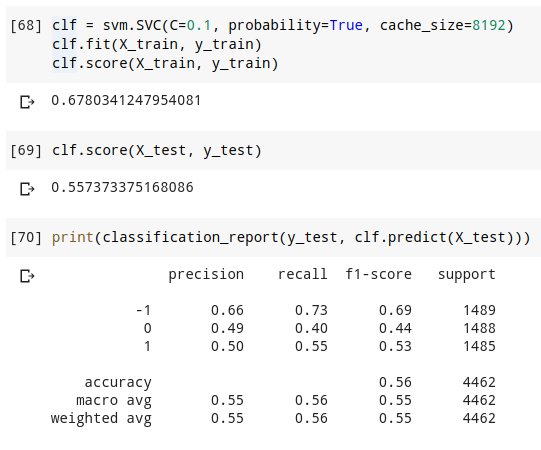 [68] clf = svm.SVC(C=0.1, probability=True, cache_size=8192)
clf.fit(X_train, y_train)
clf.score(X_train, y_train)
0.6780341247954081
[69] clf.score(X_test, y_test)
0.557373375168086
[70] print(classification_report(y_test, clf.predict(X_test)))
precision recall f1-score support
-1 0.66 0.73 0.69 1489
0 0.49 0.40 0.44 1488
1 0.50 0.55 0.53 1485
accuracy 0.56 4462
macro avg 0.55 0.56 0.55 4462
weighted avg 0.55 0.56 0.55 4462